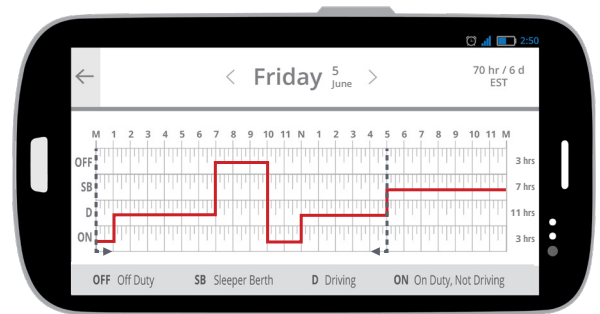 2:50
Friday 5 June
70 hr / 6 d
EST
M 1 2 3 4 5 6 7 8 9 10 11 N 1 2 3 4 5 6 7 8 9 10 11 M
OFF 3 hrs
SB 7 hrs
D 11 hrs
ON 3 hrs
OFF Off Duty SB Sleeper Berth D Driving ON On Duty, Not Driving